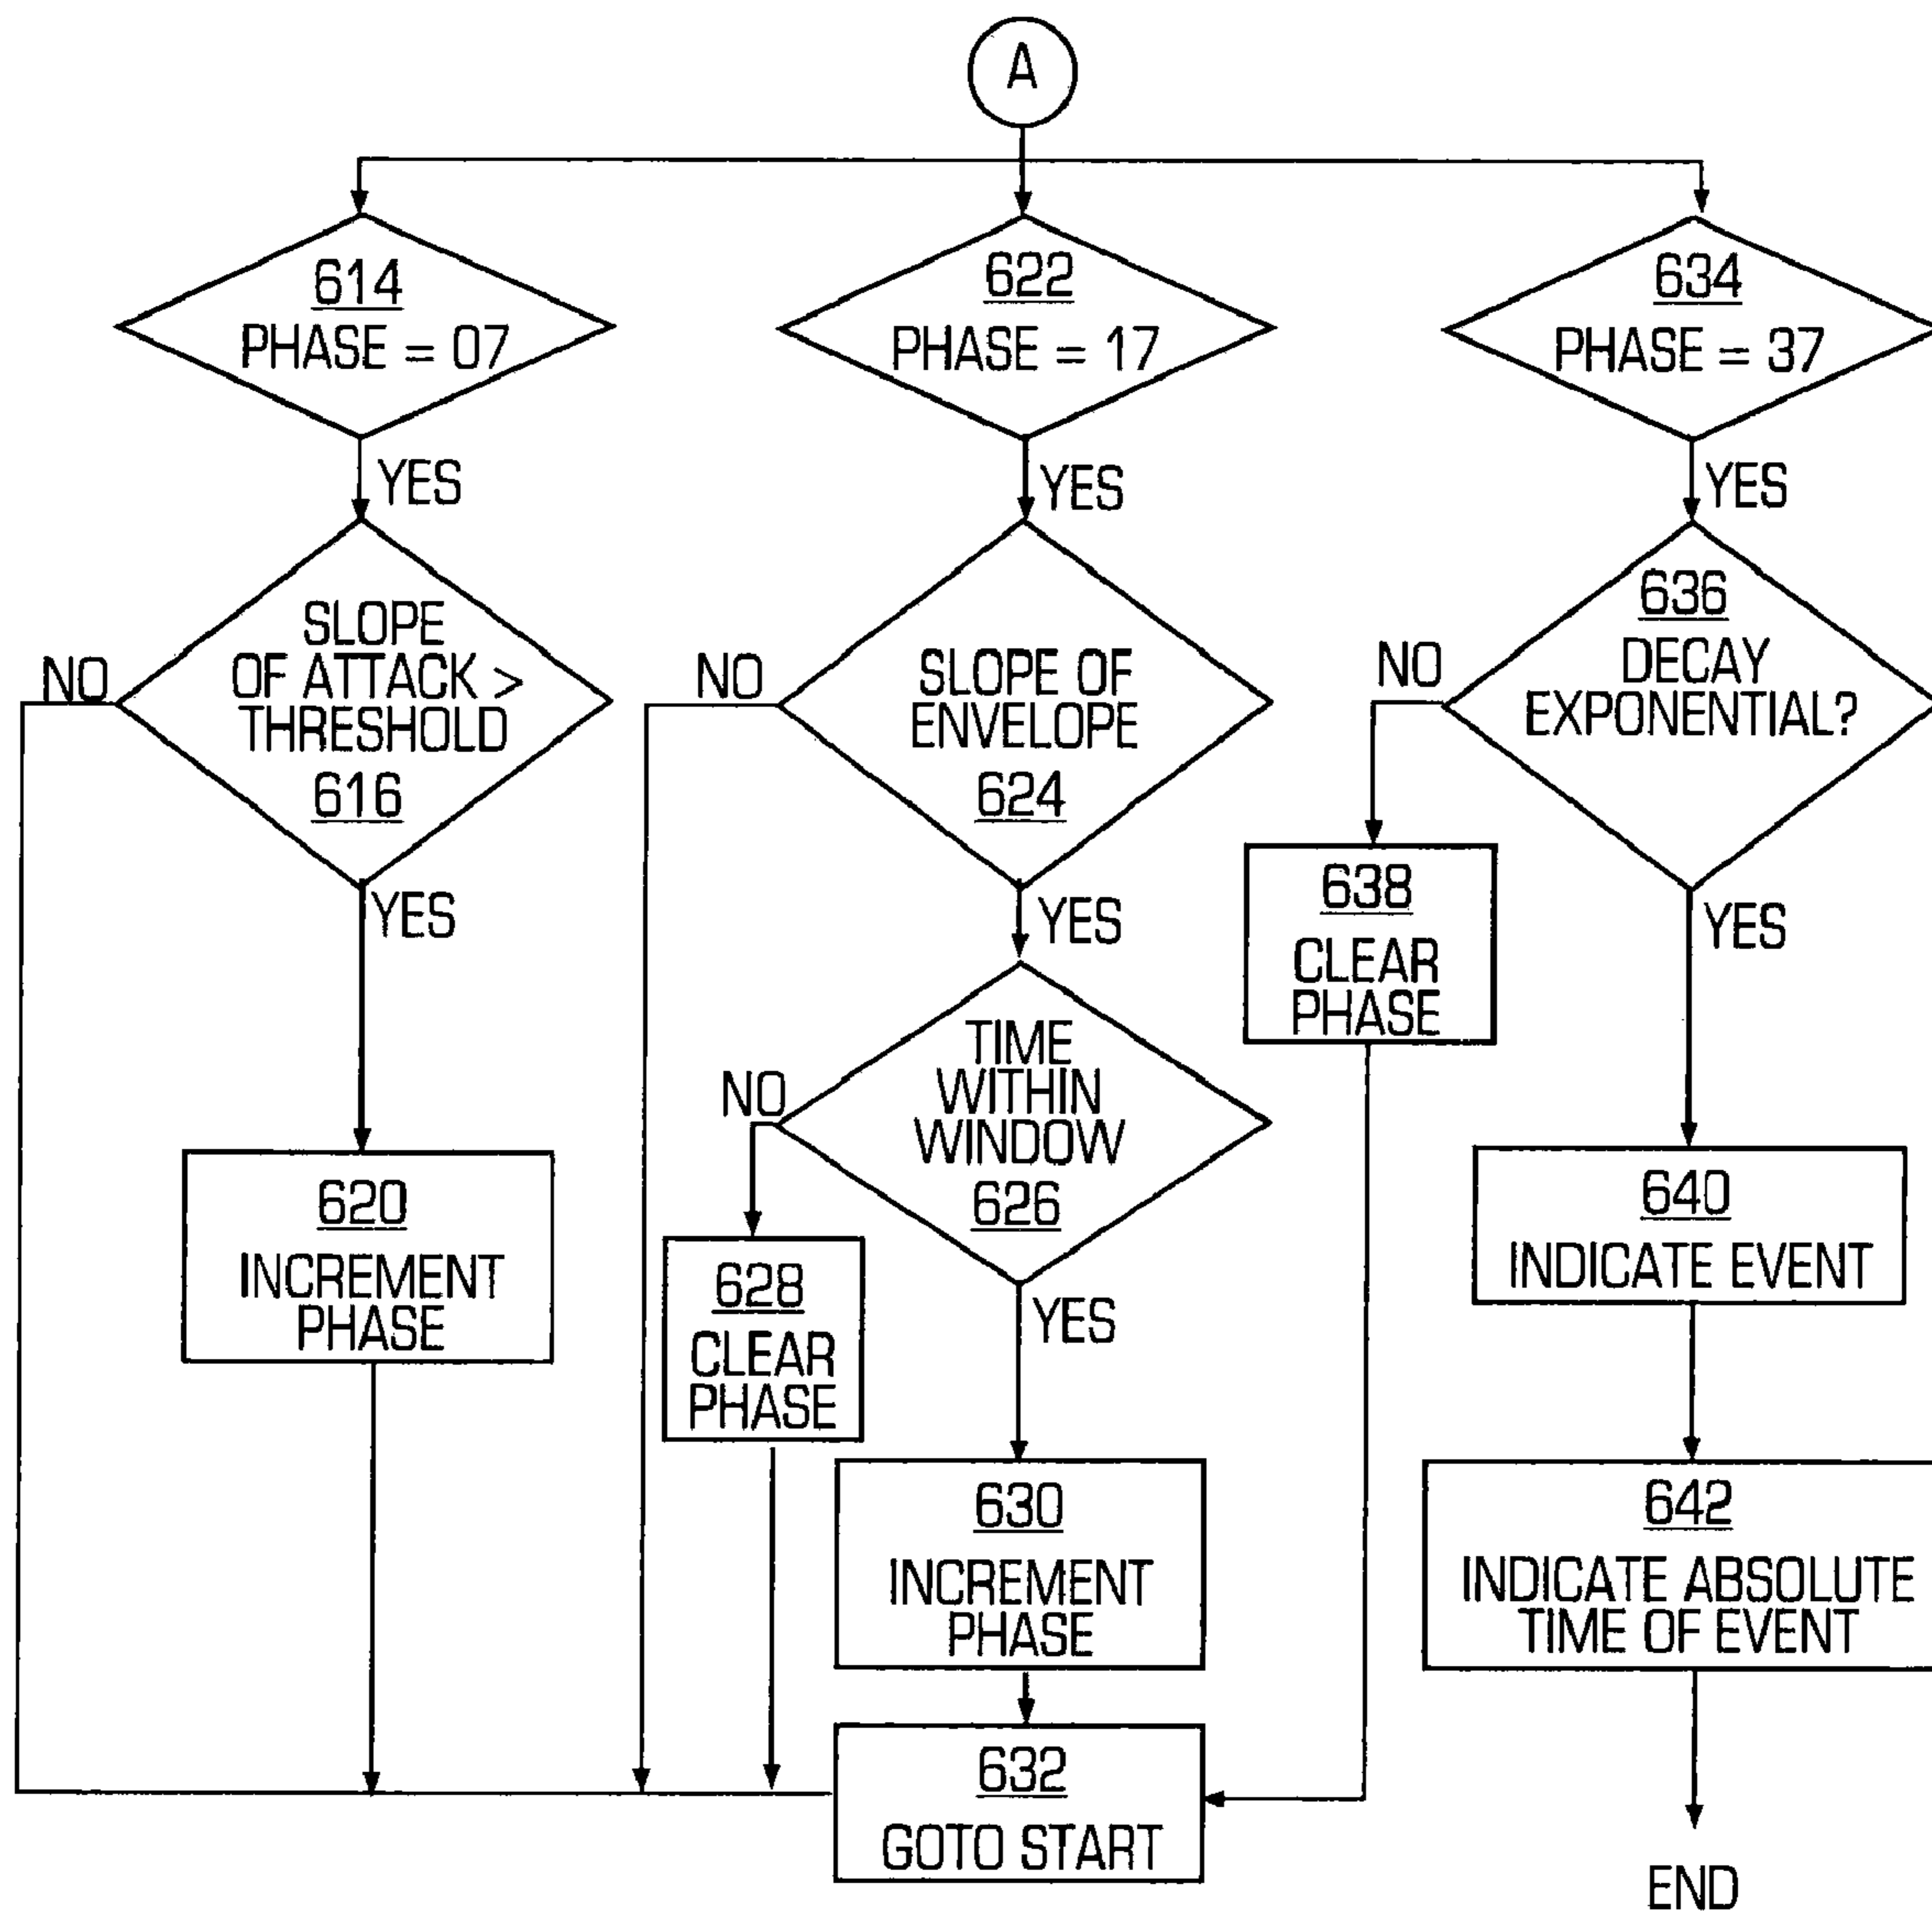 A
614
PHASE = 07
622
PHASE = 17
634
PHASE = 37
YES
YES
YES
SLOPE
OF ATTACK >
THRESHOLD
616
NO
YES
SLOPE OF
ENVELOPE
624
NO
YES
636
DECAY
EXPONENTIAL?
NO
YES
638
CLEAR
PHASE
TIME
WITHIN
WINDOW
626
NO
YES
620
INCREMENT
PHASE
628
CLEAR
PHASE
640
INDICATE EVENT
630
INCREMENT
PHASE
642
INDICATE ABSOLUTE
TIME OF EVENT
632
GOTO START
END